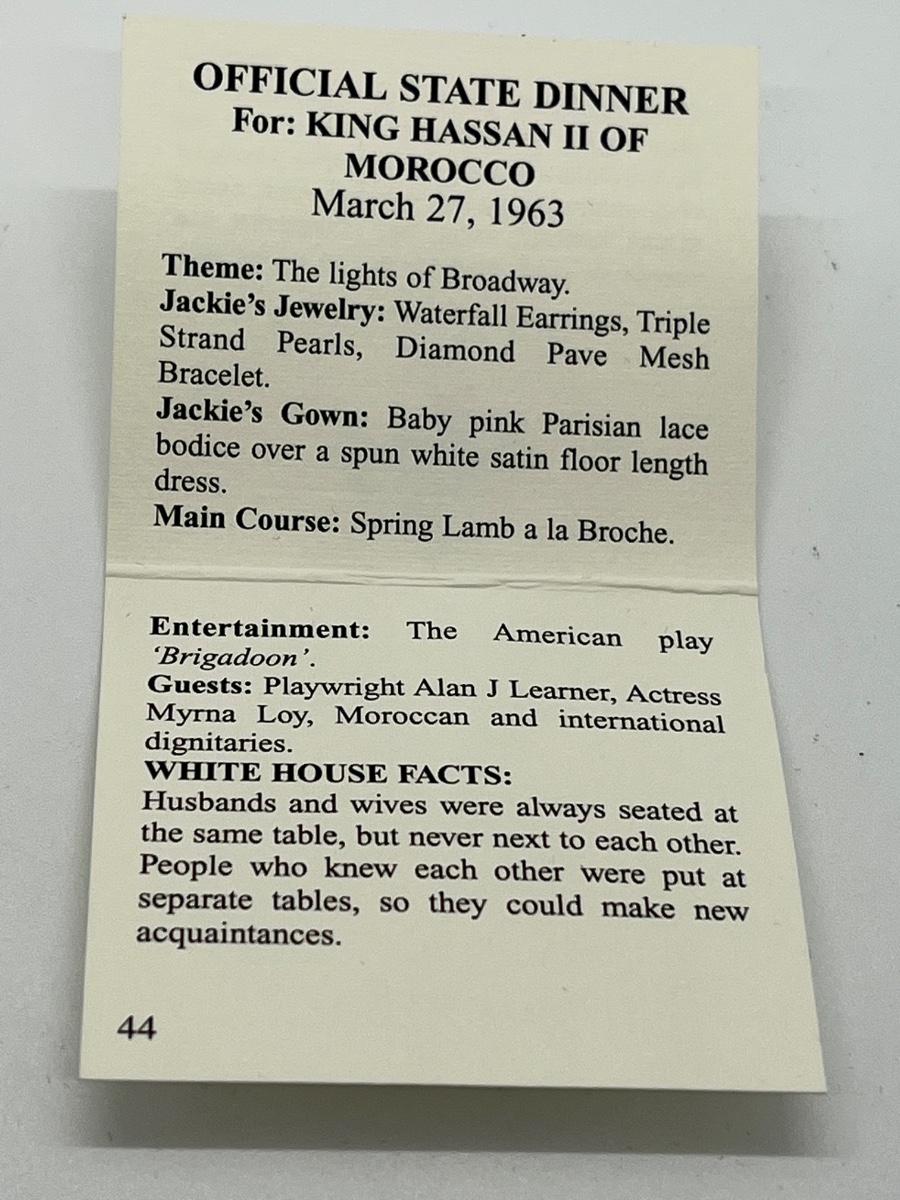 OFFICIAL STATE DINNER
For: KING HASSAN II OF
MOROCCO
March 27, 1963
Theme: The lights of Broadway.
Jackie's Jewelry: Waterfall Earrings, Triple
Strand Pearls, Diamond Pave Mesh
Bracelet.
Jackie's Gown: Baby pink Parisian lace
bodice over a spun white satin floor length
dress.
Main Course: Spring Lamb a la Broche.
Entertainment: The American play
‘Brigadoon’.
Guests: Playwright Alan J Learner, Actress
Myrna Loy, Moroccan and international
dignitaries.
WHITE HOUSE FACTS:
Husbands and wives were always seated at
the same table, but never next to each other.
People who knew each other were put at
separate tables, so they could make new
acquaintances.
44